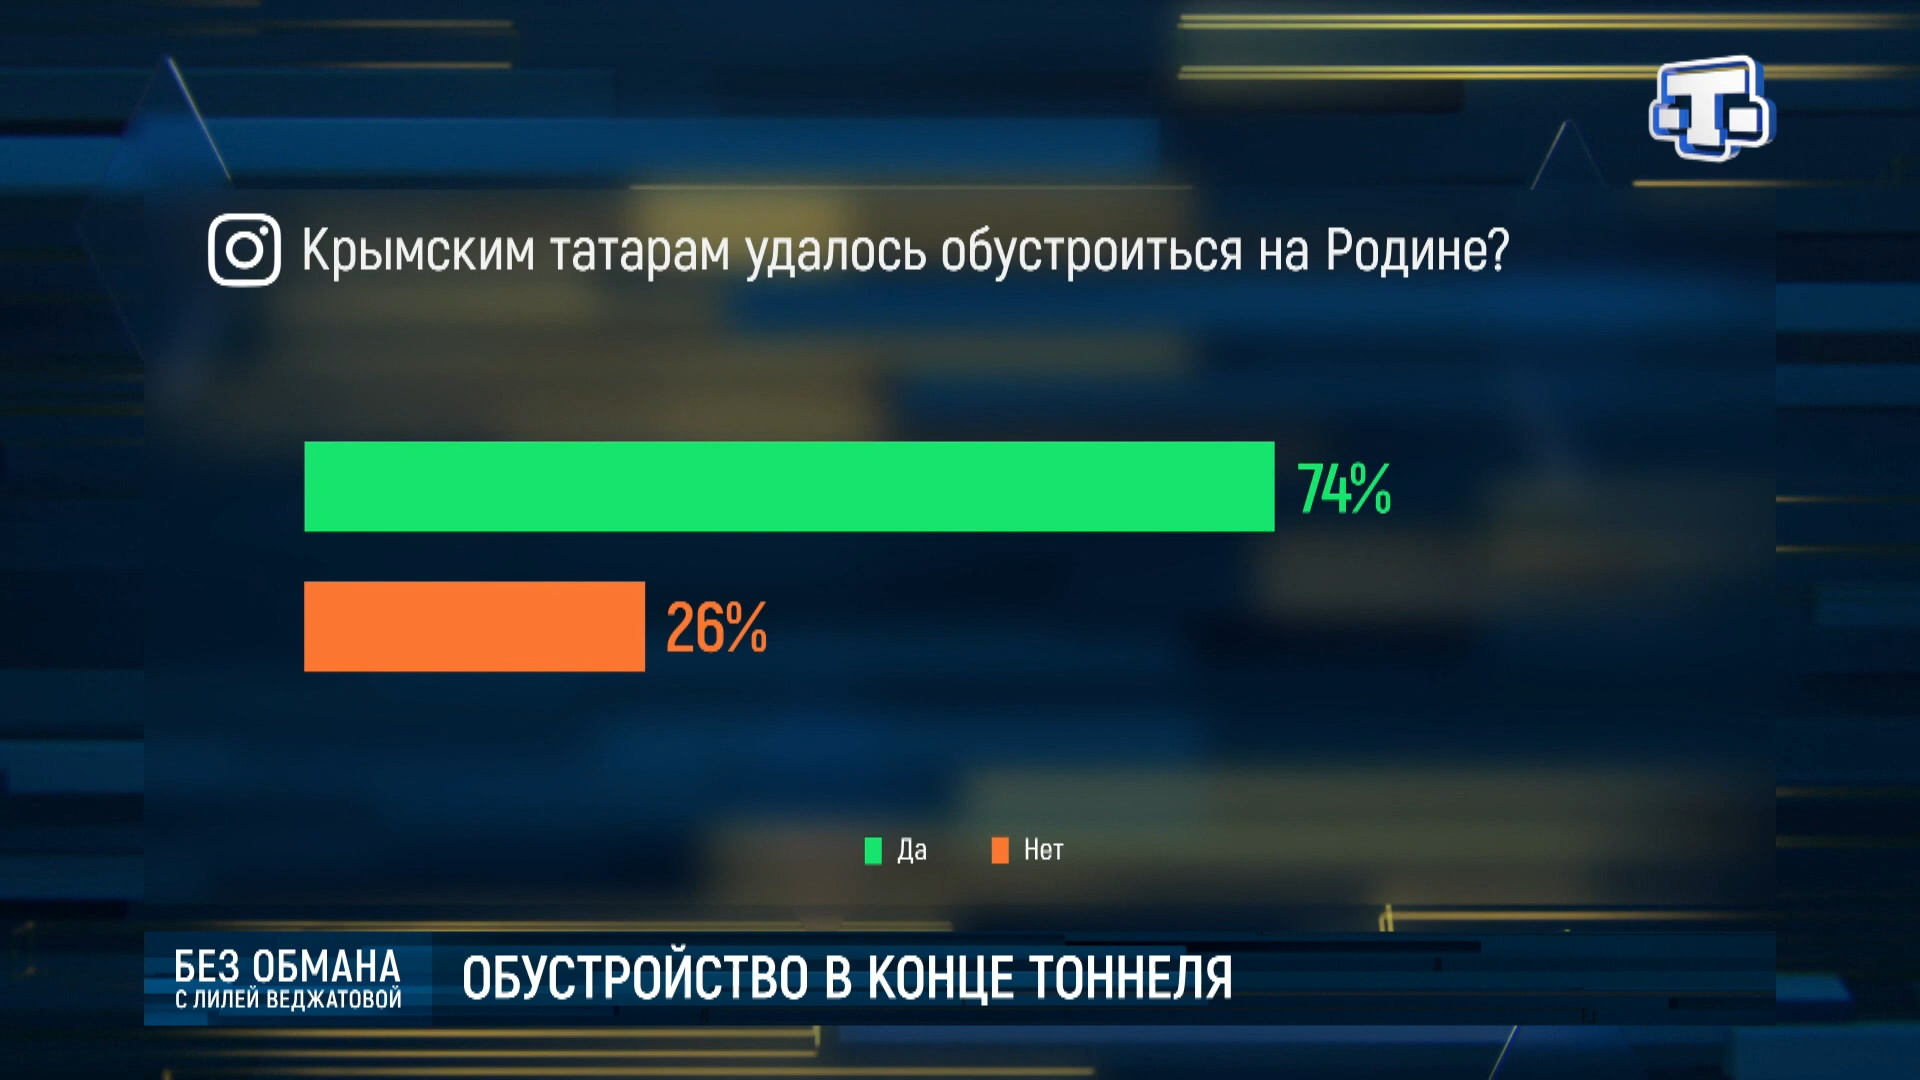 Крымским татарам удалось обустроиться на Родине?
74%
26%
Да
Нет
БЕЗ ОБМАНА
С ЛИЛЕЙ ВЕДЖАТОВОЙ
ОБУСТРОЙСТВО В КОНЦЕ ТОННЕЛЯ
Т